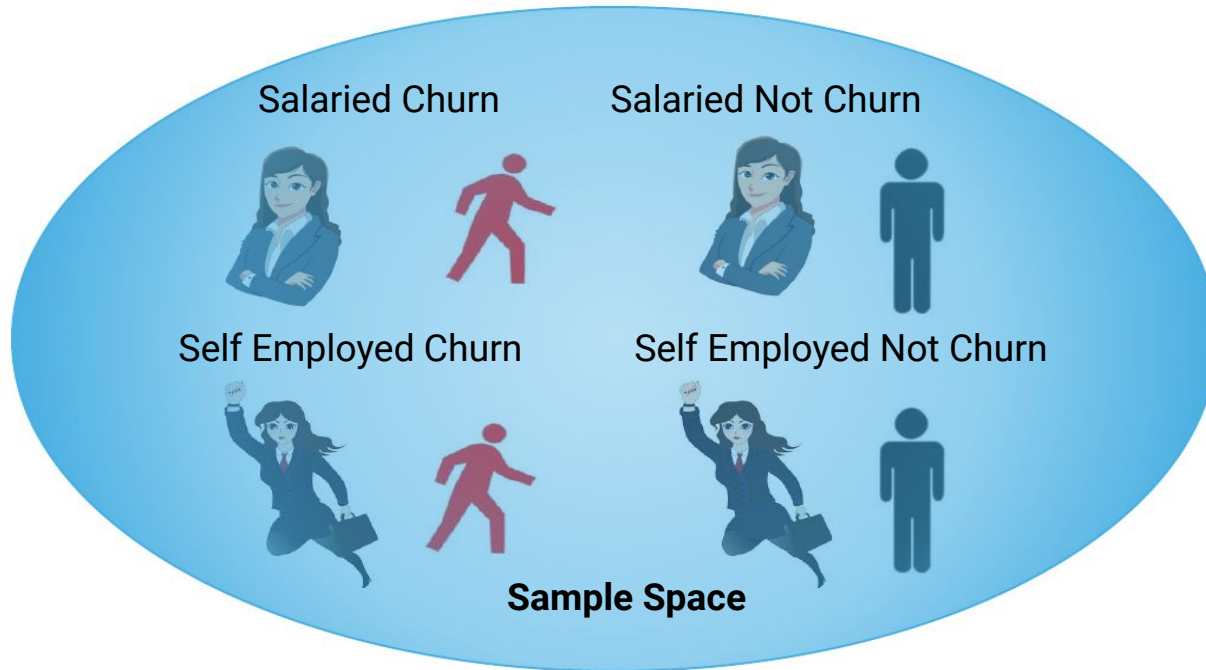 Salaried Churn
Salaried Not Churn
Self Employed Churn
Self Employed Not Churn
Sample Space